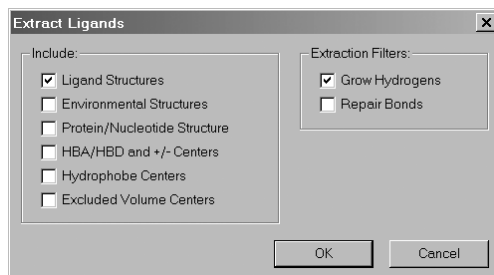 Extract Ligands
Include:
Ligand Structures
Environmental Structures
Protein/Nucleotide Structure
HBA/HBD and +/- Centers
Hydrophobe Centers
Excluded Volume Centers
Extraction Filters:
Grow Hydrogens
Repair Bonds
OK
Cancel